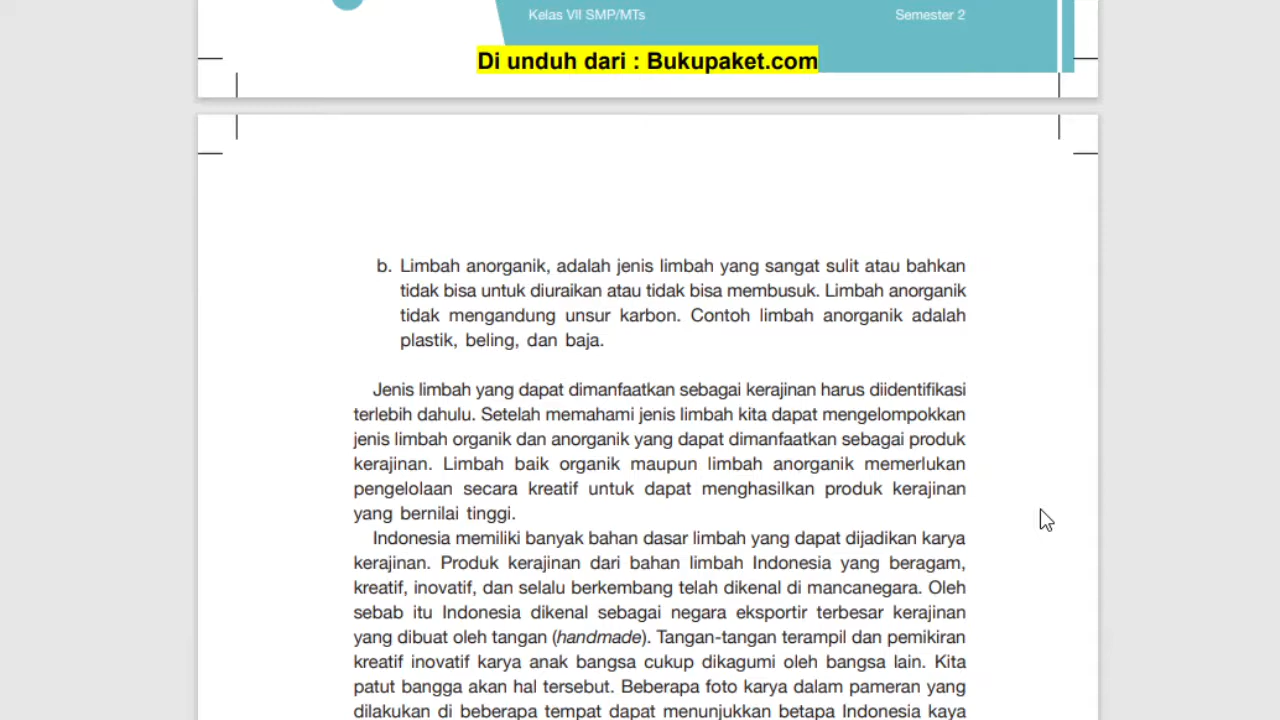 Kelas VII SMP/MTs Semester 2
Di unduh dari : Bukupaket.com
b. Limbah anorganik, adalah jenis limbah yang sangat sulit atau bahkan
tidak bisa untuk diuraikan atau tidak bisa membusuk. Limbah anorganik
tidak mengandung unsur karbon. Contoh limbah anorganik adalah
plastik, beling, dan baja.
Jenis limbah yang dapat dimanfaatkan sebagai kerajinan harus diidentifikasi
terlebih dahulu. Setelah memahami jenis limbah kita dapat mengelompokkan
jenis limbah organik dan anorganik yang dapat dimanfaatkan sebagai produk
kerajinan. Limbah baik organik maupun limbah anorganik memerlukan
pengelolaan secara kreatif untuk dapat menghasilkan produk kerajinan
yang bernilai tinggi.
Indonesia memiliki banyak bahan dasar limbah yang dapat dijadikan karya
kerajinan. Produk kerajinan dari bahan limbah Indonesia yang beragam,
kreatif, inovatif, dan selalu berkembang telah dikenal di mancanegara. Oleh
sebab itu Indonesia dikenal sebagai negara eksportir terbesar kerajinan
yang dibuat oleh tangan (handmade). Tangan-tangan terampil dan pemikiran
kreatif inovatif karya anak bangsa cukup dikagumi oleh bangsa lain. Kita
patut bangga akan hal tersebut. Beberapa foto karya dalam pameran yang
dilakukan di beberapa tempat dapat menunjukkan betapa Indonesia kaya